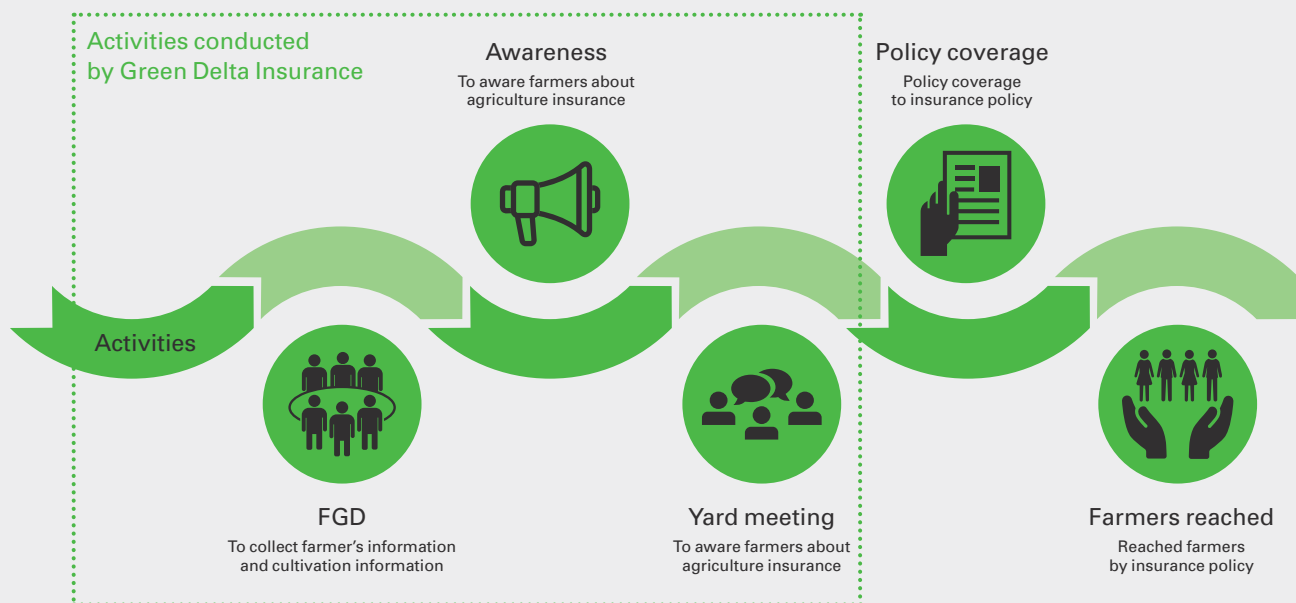 Activities conducted
by Green Delta Insurance
Awareness
To aware farmers about
agriculture insurance
Policy coverage
Policy coverage
to insurance policy
Activities
FGD
To collect farmer's information
and cultivation information
Yard meeting
To aware farmers about
agriculture insurance
Farmers reached
Reached farmers
by insurance policy